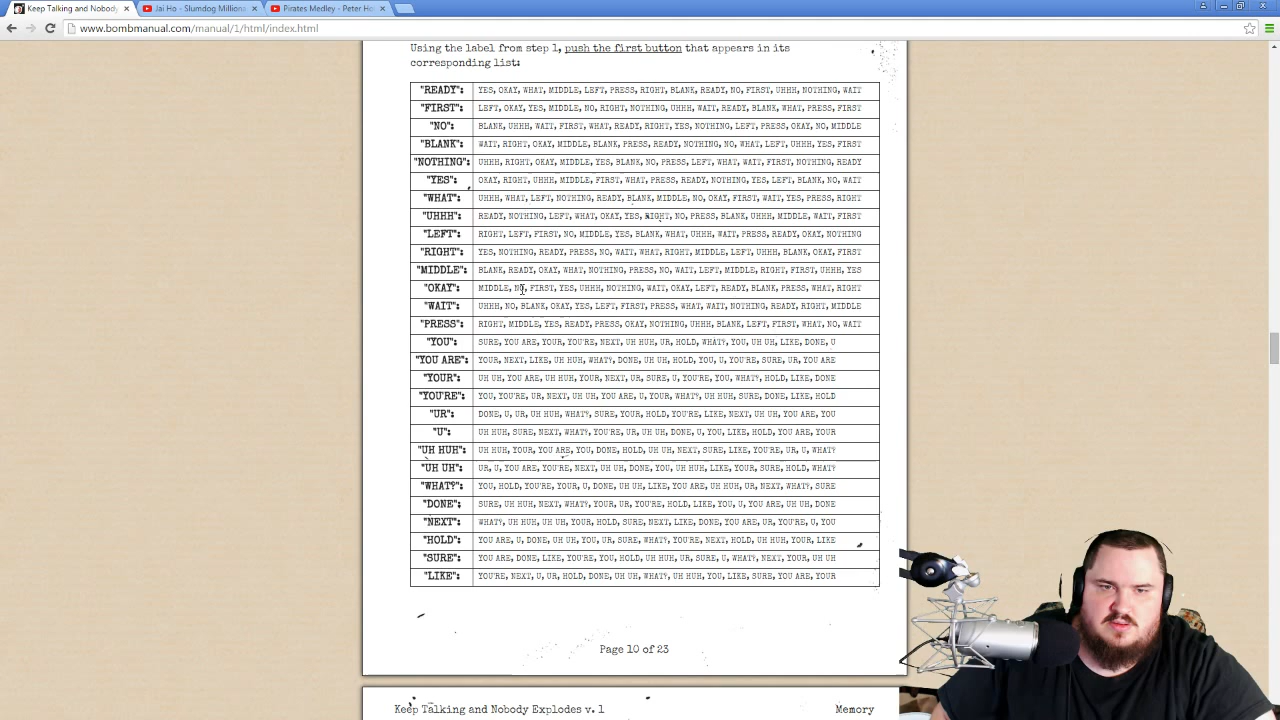 Keep Talking and Nobody
Jai Ho - Slumdog Million
Pirates Medley - Peter Ho
www.bombmanual.com/manual/1/html/index.html
Using the label from step 1, push the first button that appears in its
corresponding list:
"READY": YES, OKAY, WHAT, MIDDLE, LEFT, PRESS, RIGHT, BLANK, READY, NO, FIRST, UHHH, NOTHING, WAIT
"FIRST": LEFT, OKAY, YES, MIDDLE, NO, RIGHT, NOTHING, UHHH, WAIT, READY, BLANK, WHAT, PRESS, FIRST
"NO": BLANK, UHHH, WAIT, FIRST, WHAT, READY, RIGHT, YES, NOTHING, LEFT, PRESS, OKAY, NO, MIDDLE
"BLANK": WAIT, RIGHT, OKAY, MIDDLE, BLANK, PRESS, READY, NOTHING, NO, WHAT, LEFT, UHHH, YES, FIRST
"NOTHING": UHHH, RIGHT, OKAY, MIDDLE, YES, BLANK, NO, PRESS, LEFT, WHAT, WAIT, FIRST, NOTHING, READY
"YES": OKAY, RIGHT, UHHH, MIDDLE, FIRST, WHAT, PRESS, READY, NOTHING, YES, LEFT, BLANK, NO, WAIT
"WHAT": UHHH, WHAT, LEFT, NOTHING, READY, BLANK, MIDDLE, NO, OKAY, FIRST, WAIT, YES, PRESS, RIGHT
"UHHH": READY, NOTHING, LEFT, WHAT, OKAY, YES, RIGHT, NO, PRESS, BLANK, UHHH, MIDDLE, WAIT, FIRST
"LEFT": RIGHT, LEFT, FIRST, NO, MIDDLE, YES, BLANK, WHAT, UHHH, WAIT, PRESS, READY, OKAY, NOTHING
"RIGHT": YES, NOTHING, READY, PRESS, NO, WAIT, WHAT, RIGHT, MIDDLE, LEFT, UHHH, BLANK, OKAY, FIRST
"MIDDLE": BLANK, READY, OKAY, WHAT, NOTHING, PRESS, NO, WAIT, LEFT, MIDDLE, RIGHT, FIRST, UHHH, YES
"OKAY": MIDDLE, NO, FIRST, YES, UHHH, NOTHING, WAIT, OKAY, LEFT, READY, BLANK, PRESS, WHAT, RIGHT
"WAIT": UHHH, NO, BLANK, OKAY, YES, LEFT, FIRST, PRESS, WHAT, WAIT, NOTHING, READY, RIGHT, MIDDLE
"PRESS": RIGHT, MIDDLE, YES, READY, PRESS, OKAY, NOTHING, UHHH, BLANK, LEFT, FIRST, WHAT, NO, WAIT
"YOU": SURE, YOU ARE, YOUR, YOU'RE, NEXT, UH HUH, UR, HOLD, WHAT?, YOU, UH UH, LIKE, DONE, U
"YOU ARE": YOUR, NEXT, LIKE, UH HUH, WHAT?, DONE, UH UH, HOLD, YOU, U, YOU'RE, SURE, UR, YOU ARE
"YOUR": UH UH, YOU ARE, UH HUH, YOUR, NEXT, UR, SURE, U, YOU'RE, YOU, WHAT?, HOLD, LIKE, DONE
"YOU'RE": YOU, YOU'RE, UR, NEXT, UH UH, YOU ARE, U, YOUR, WHAT?, UH HUH, SURE, DONE, LIKE, HOLD
"UR": DONE, U, UR, UH HUH, WHAT?, SURE, YOUR, HOLD, YOU'RE, LIKE, NEXT, UH UH, YOU ARE, YOU
"U": UH HUH, SURE, NEXT, WHAT?, YOU'RE, UR, UH UH, DONE, U, YOU, LIKE, HOLD, YOU ARE, YOUR
"UH HUH": UH HUH, YOUR, YOU ARE, YOU, DONE, HOLD, UH UH, NEXT, SURE, LIKE, YOU'RE, UR, U, WHAT?
"UH UH": UR, U, YOU ARE, YOU'RE, NEXT, UH UH, DONE, YOU, UH HUH, LIKE, YOUR, SURE, HOLD, WHAT?
"WHAT?": YOU, HOLD, YOU'RE, YOUR, U, DONE, UH UH, LIKE, YOU ARE, UH HUH, UR, NEXT, WHAT?, SURE
"DONE": SURE, UH HUH, NEXT, WHAT?, YOUR, UR, YOU'RE, HOLD, LIKE, YOU, U, YOU ARE, UH UH, DONE
"NEXT": WHAT?, UH HUH, UH UH, YOUR, HOLD, SURE, NEXT, LIKE, DONE, YOU ARE, UR, YOU'RE, U, YOU
"HOLD": YOU ARE, U, DONE, UH UH, YOU, UR, SURE, WHAT?, YOU'RE, NEXT, HOLD, UH HUH, YOUR, LIKE
"SURE": YOU ARE, DONE, LIKE, YOU'RE, YOU, HOLD, UH HUH, UR, SURE, U, WHAT?, NEXT, YOUR, UH UH
"LIKE": YOU'RE, NEXT, U, UR, HOLD, DONE, UH UH, WHAT?, UH HUH, YOU, LIKE, SURE, YOU ARE, YOUR
Page 10 of 23
Keep Talking and Nobody Explodes v. 1
Memory